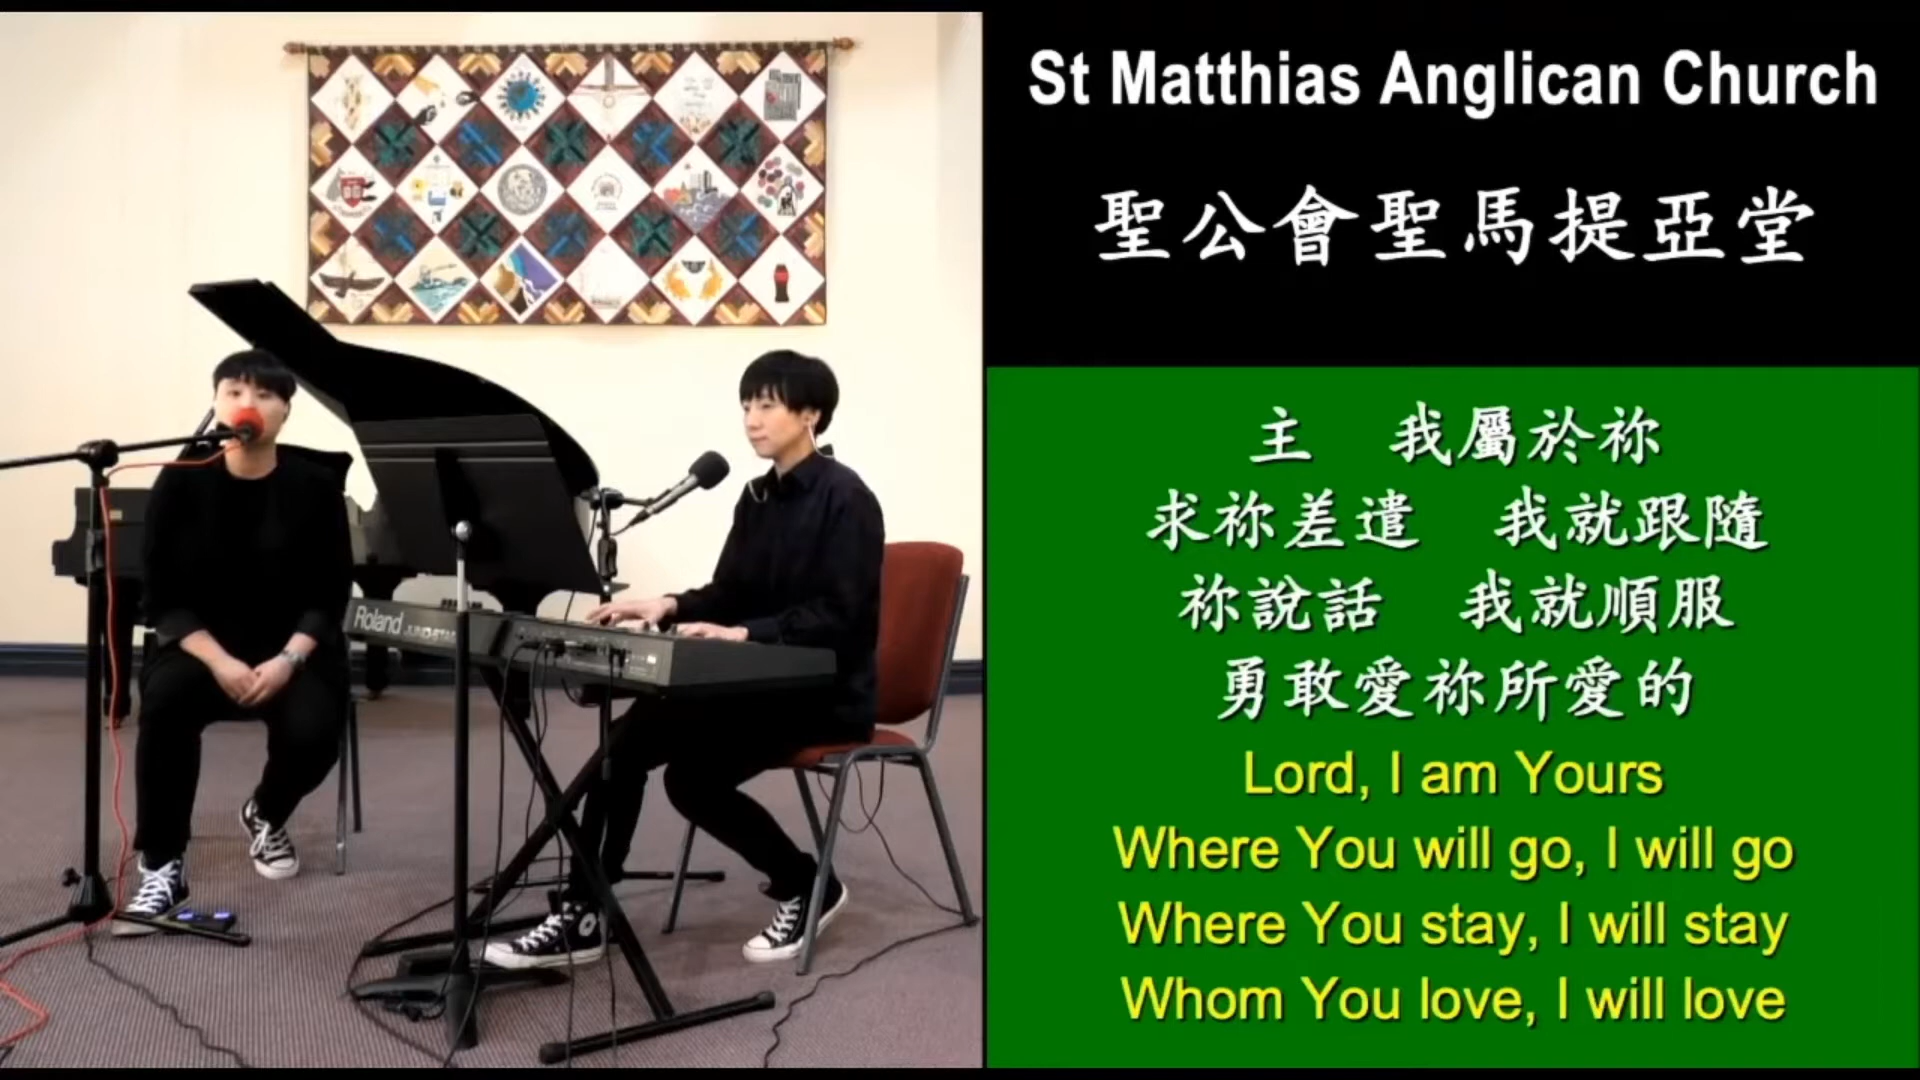 St Matthias Anglican Church
聖公會聖馬提亞堂
主 我屬於祢
求祢差遣 我就跟隨
祢說話 我就順服
勇敢愛祢所愛的
Lord, I am Yours
Where You will go, I will go
Where You stay, I will stay
Whom You love, I will love
Roland JUNO-STAGE